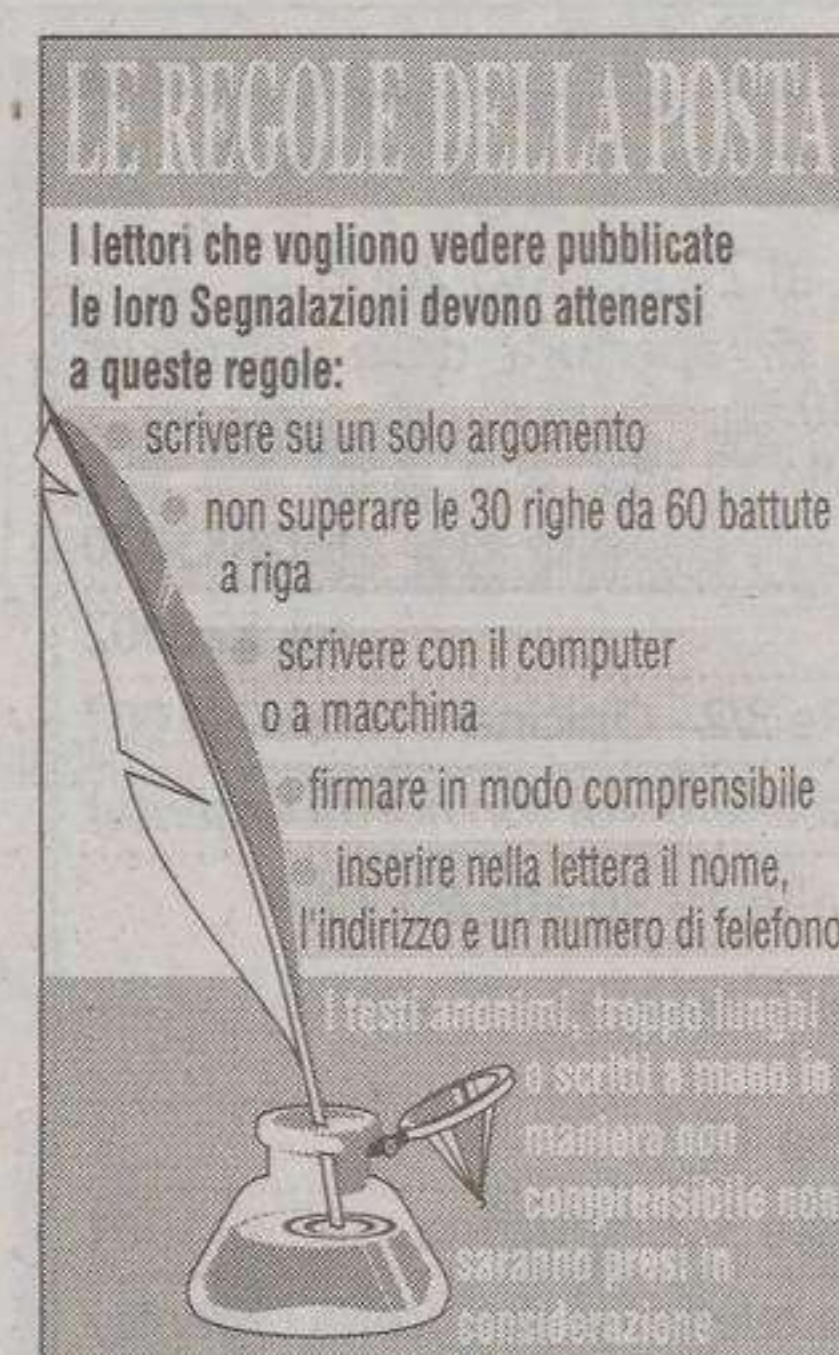 LE REGOLE DELLA POSTA
I lettori che vogliono vedere pubblicate
le loro Segnalazioni devono attenersi
a queste regole:
scrivere su un solo argomento
non superare le 30 righe da 60 battute
a riga
scrivere con il computer
o a macchina
firmare in modo comprensibile
inserire nella lettera il nome,
l'indirizzo e un numero di telefono
I testi anonimi, troppo lunghi
o scritti a mano in
maniera non
comprensibile non
saranno presi in
considerazione